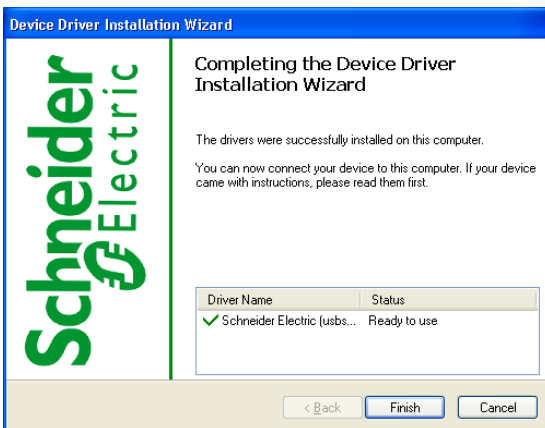 Device Driver Installation Wizard
Schneider
Electric
Completing the Device Driver
Installation Wizard
The drivers were successfully installed on this computer.
You can now connect your device to this computer. If your device
came with instructions, please read them first.
Driver Name Status
Schneider Electric (usbs... Ready to use
< Back Finish Cancel